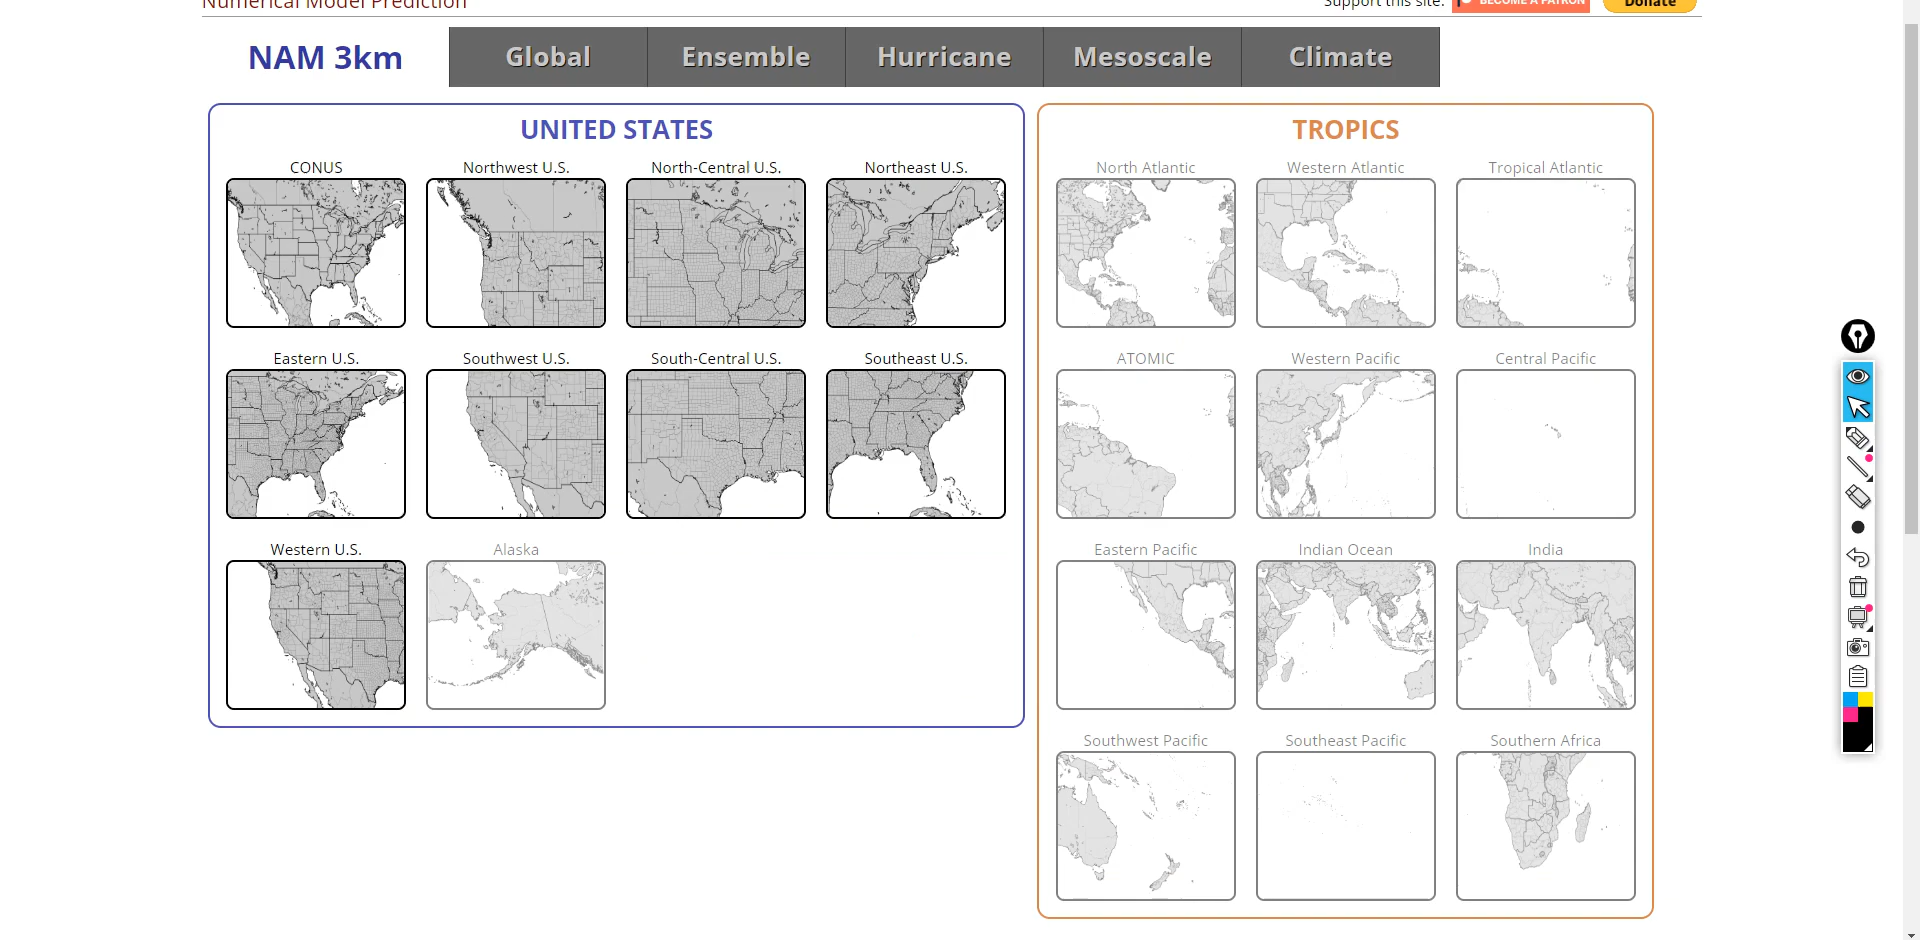 Numerical Model Prediction
Support this site:
BECOME A PATRON
Donate
NAM 3km
Global
Ensemble
Hurricane
Mesoscale
Climate
UNITED STATES
CONUS
Northwest U.S.
North-Central U.S.
Northeast U.S.
Eastern U.S.
Southwest U.S.
South-Central U.S.
Southeast U.S.
Western U.S.
Alaska
TROPICS
North Atlantic
Western Atlantic
Tropical Atlantic
ATOMIC
Western Pacific
Central Pacific
Eastern Pacific
Indian Ocean
India
Southwest Pacific
Southeast Pacific
Southern Africa